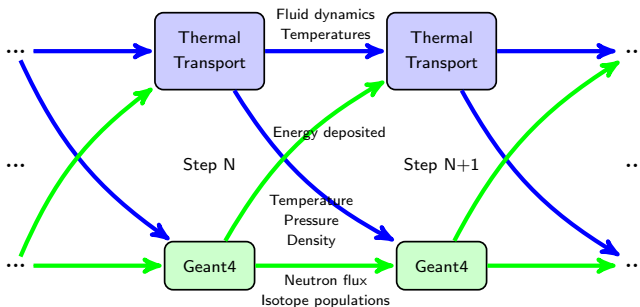 Fluid dynamics
Temperatures
...
Thermal
Transport
Thermal
Transport
...
Energy deposited
...
Step N
Step N+1
...
Temperature
Pressure
Density
...
Geant4
Geant4
...
Neutron flux
Isotope populations